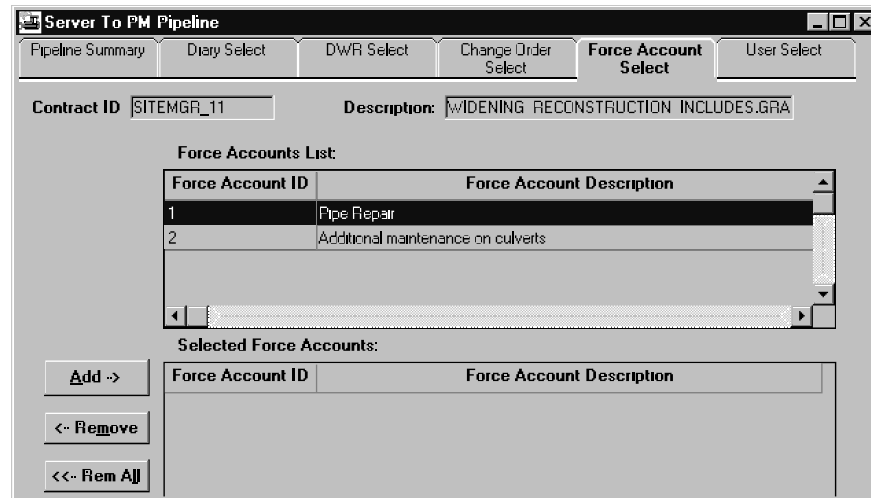 Server To PM Pipeline
Pipeline Summary
Diary Select
DWR Select
Change Order
Select
Force Account
Select
User Select
Contract ID SITEMGR_11 Description: WIDENING RECONSTRUCTION INCLUDES.GRA
Force Accounts List:
Force Account ID Force Account Description
1 Pipe Repair
2 Additional maintenance on culverts
Selected Force Accounts:
Add -> Force Account ID Force Account Description
<-- Remove
<<-- Rem All